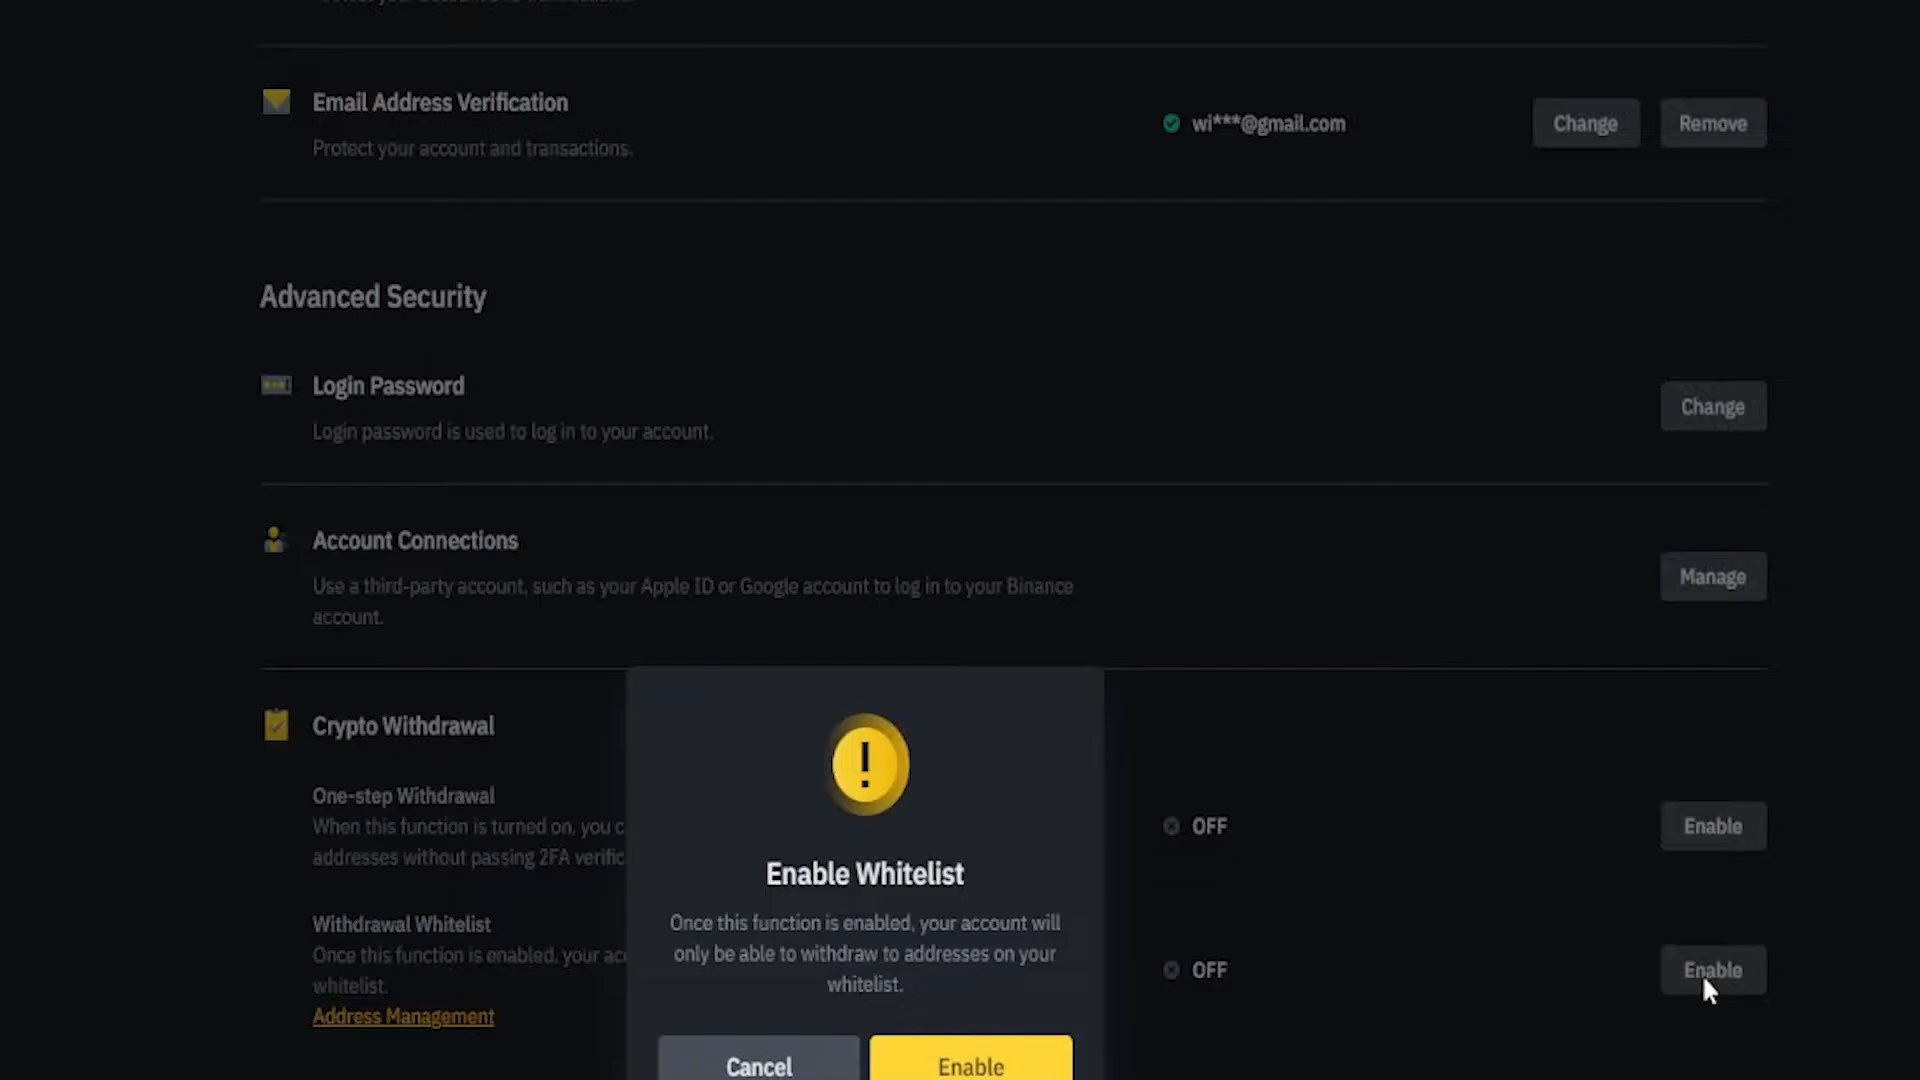 Email Address Verification
Protect your account and transactions.
wi***@gmail.com
Change
Remove
Advanced Security
Login Password
Login password is used to log in to your account.
Change
Account Connections
Use a third-party account, such as your Apple ID or Google account to log in to your Binance
account.
Manage
Crypto Withdrawal
One-step Withdrawal
When this function is turned on, you c
addresses without passing 2FA verific
OFF
Enable
Withdrawal Whitelist
Once this function is enabled, your acc
whitelist.
Address Management
OFF
Enable
!
Enable Whitelist
Once this function is enabled, your account will
only be able to withdraw to addresses on your
whitelist.
Cancel
Enable